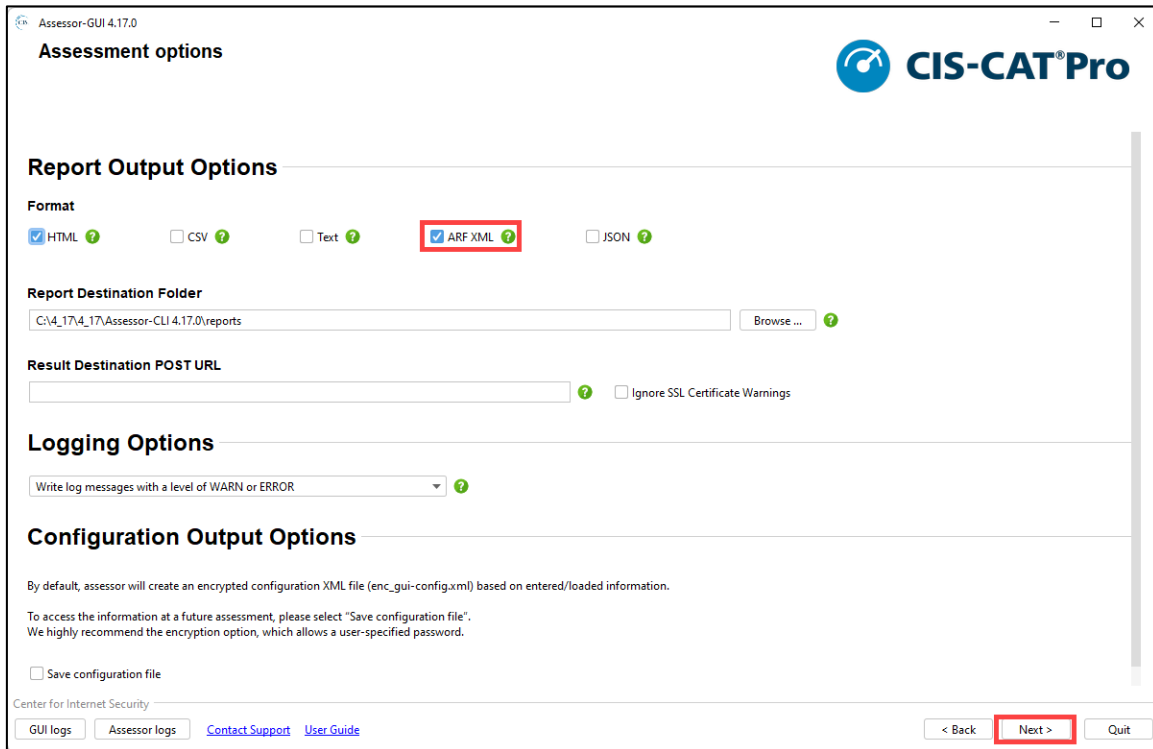 Assessor-GUI 4.17.0
Assessment options
CIS-CAT®Pro
Report Output Options
Format
HTML ? CSV ? Text ? ARF XML ? JSON ?
Report Destination Folder
C:\4_17\4_17\Assessor-CLI 4.17.0\reports Browse ... ?
Result Destination POST URL
? Ignore SSL Certificate Warnings
Logging Options
Write log messages with a level of WARN or ERROR ?
Configuration Output Options
By default, assessor will create an encrypted configuration XML file (enc_gui-config.xml) based on entered/loaded information.
To access the information at a future assessment, please select "Save configuration file".
We highly recommend the encryption option, which allows a user-specified password.
Save configuration file
Center for Internet Security
GUI logs Assessor logs Contact Support User Guide < Back Next > Quit